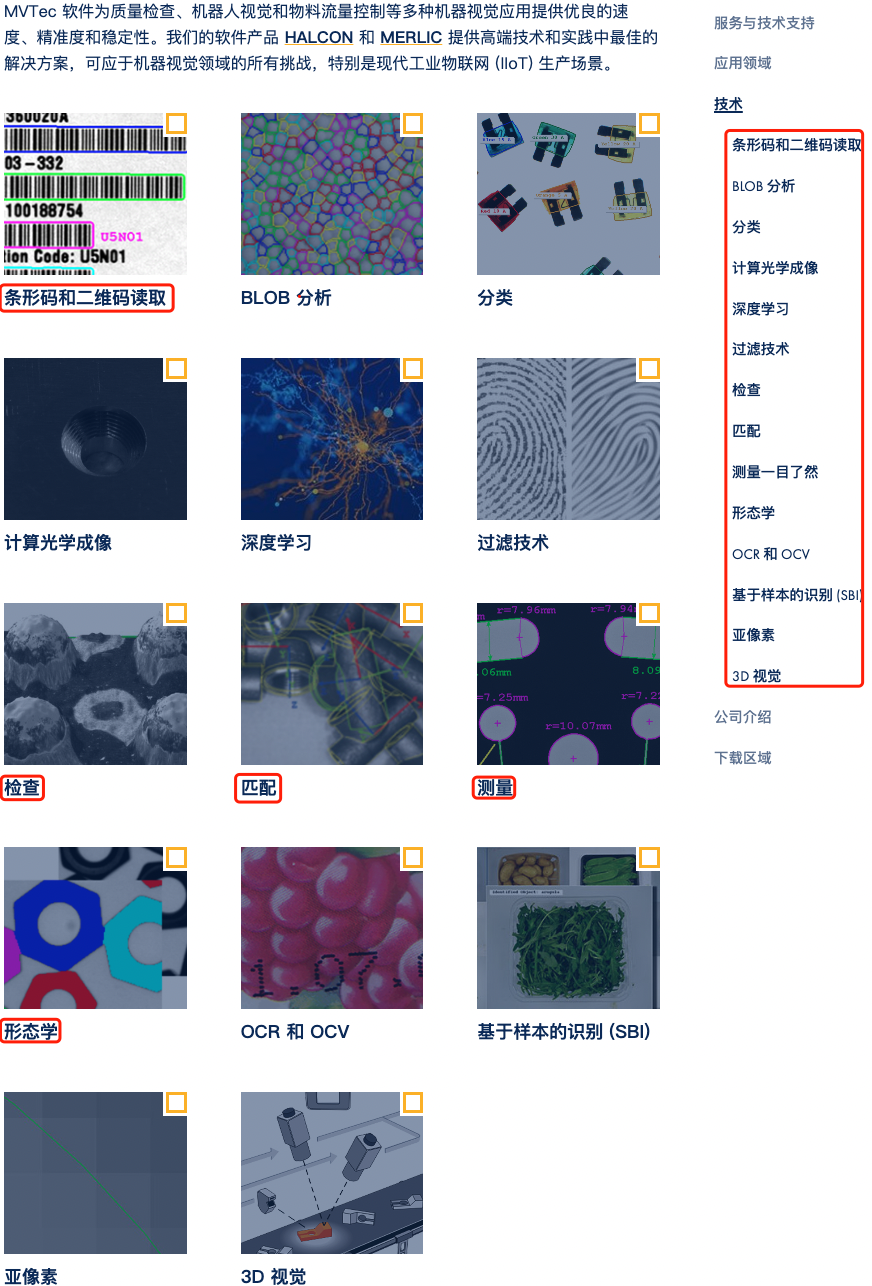 MVTec 软件为质量检查、机器人视觉和物料流量控制等多种机器视觉应用提供优良的速
度、精准度和稳定性。我们的软件产品 HALCON 和 MERLIC 提供高端技术和实践中最佳的
解决方案，可应于机器视觉领域的所有挑战，特别是现代工业物联网 (IIoT) 生产场景。
360020A
03-332
100188754
U5N01
tion Code: U5N01
条形码和二维码读取
BLOB 分析
分类
计算光学成像
深度学习
过滤技术
r=7.96mm
r=7.94
.06mm
8.09
=7.25mm
r=7.2
r=10.07mm
检查
匹配
测量
形态学
OCR 和 OCV
基于样本的识别 (SBI)
亚像素
3D 视觉
服务与技术支持
应用领域
技术
条形码和二维码读取
BLOB 分析
分类
计算光学成像
深度学习
过滤技术
检查
匹配
测量一目了然
形态学
OCR 和 OCV
基于样本的识别 (SBI)
亚像素
3D 视觉
公司介绍
下载区域